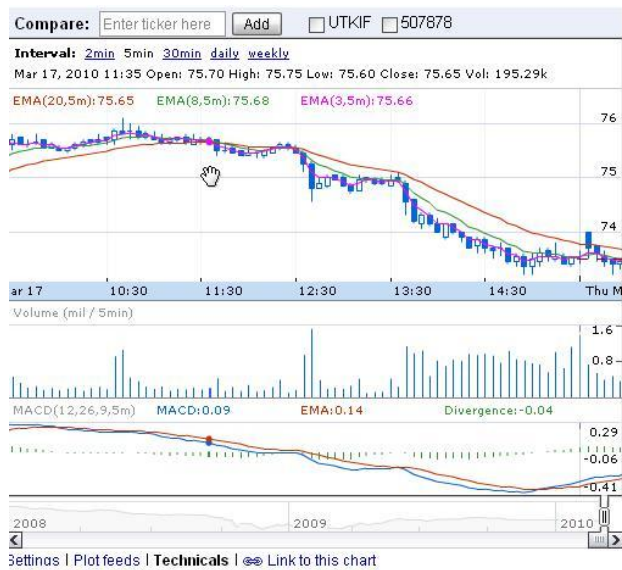 Compare: Enter ticker here Add UTKIF 507878
Interval: 2min 5min 30min daily weekly
Mar 17, 2010 11:35 Open: 75.70 High: 75.75 Low: 75.60 Close: 75.65 Vol: 195.29k
EMA(20,5m):75.65 EMA(8,5m):75.68 EMA(3,5m):75.66
76
75
74
ar 17 10:30 11:30 12:30 13:30 14:30 Thu M
Volume (mil / 5min)
1.6
0.8
MACD(12,26,9,5m) MACD:0.09 EMA:0.14 Divergence:-0.04
0.29
-0.06
-0.41
2008 2009 2010
Settings | Plot feeds | Technicals | Link to this chart